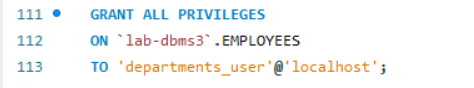 111 GRANT ALL PRIVILEGES
112 ON `lab-dbms3`.EMPLOYEES
113 TO 'departments_user'@'localhost';